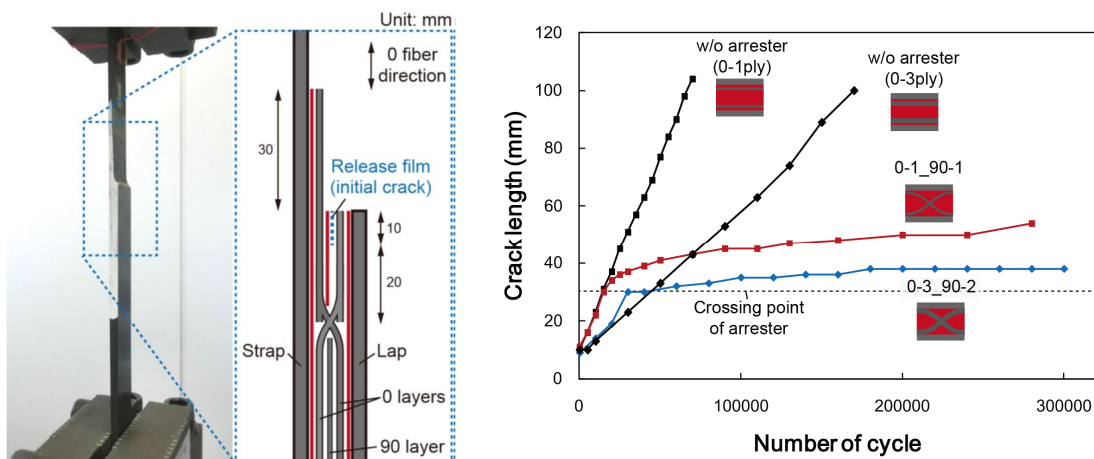 Unit: mm
0 fiber
direction
30
Release film
(initial crack)
10
20
Strap
Lap
0 layers
90 layer
Crack length (mm)
120
100
80
60
40
20
0
w/o arrester
(0-1ply)
w/o arrester
(0-3ply)
0-1_90-1
0-3_90-2
Crossing point
of arrester
0
100000
200000
300000
Number of cycle